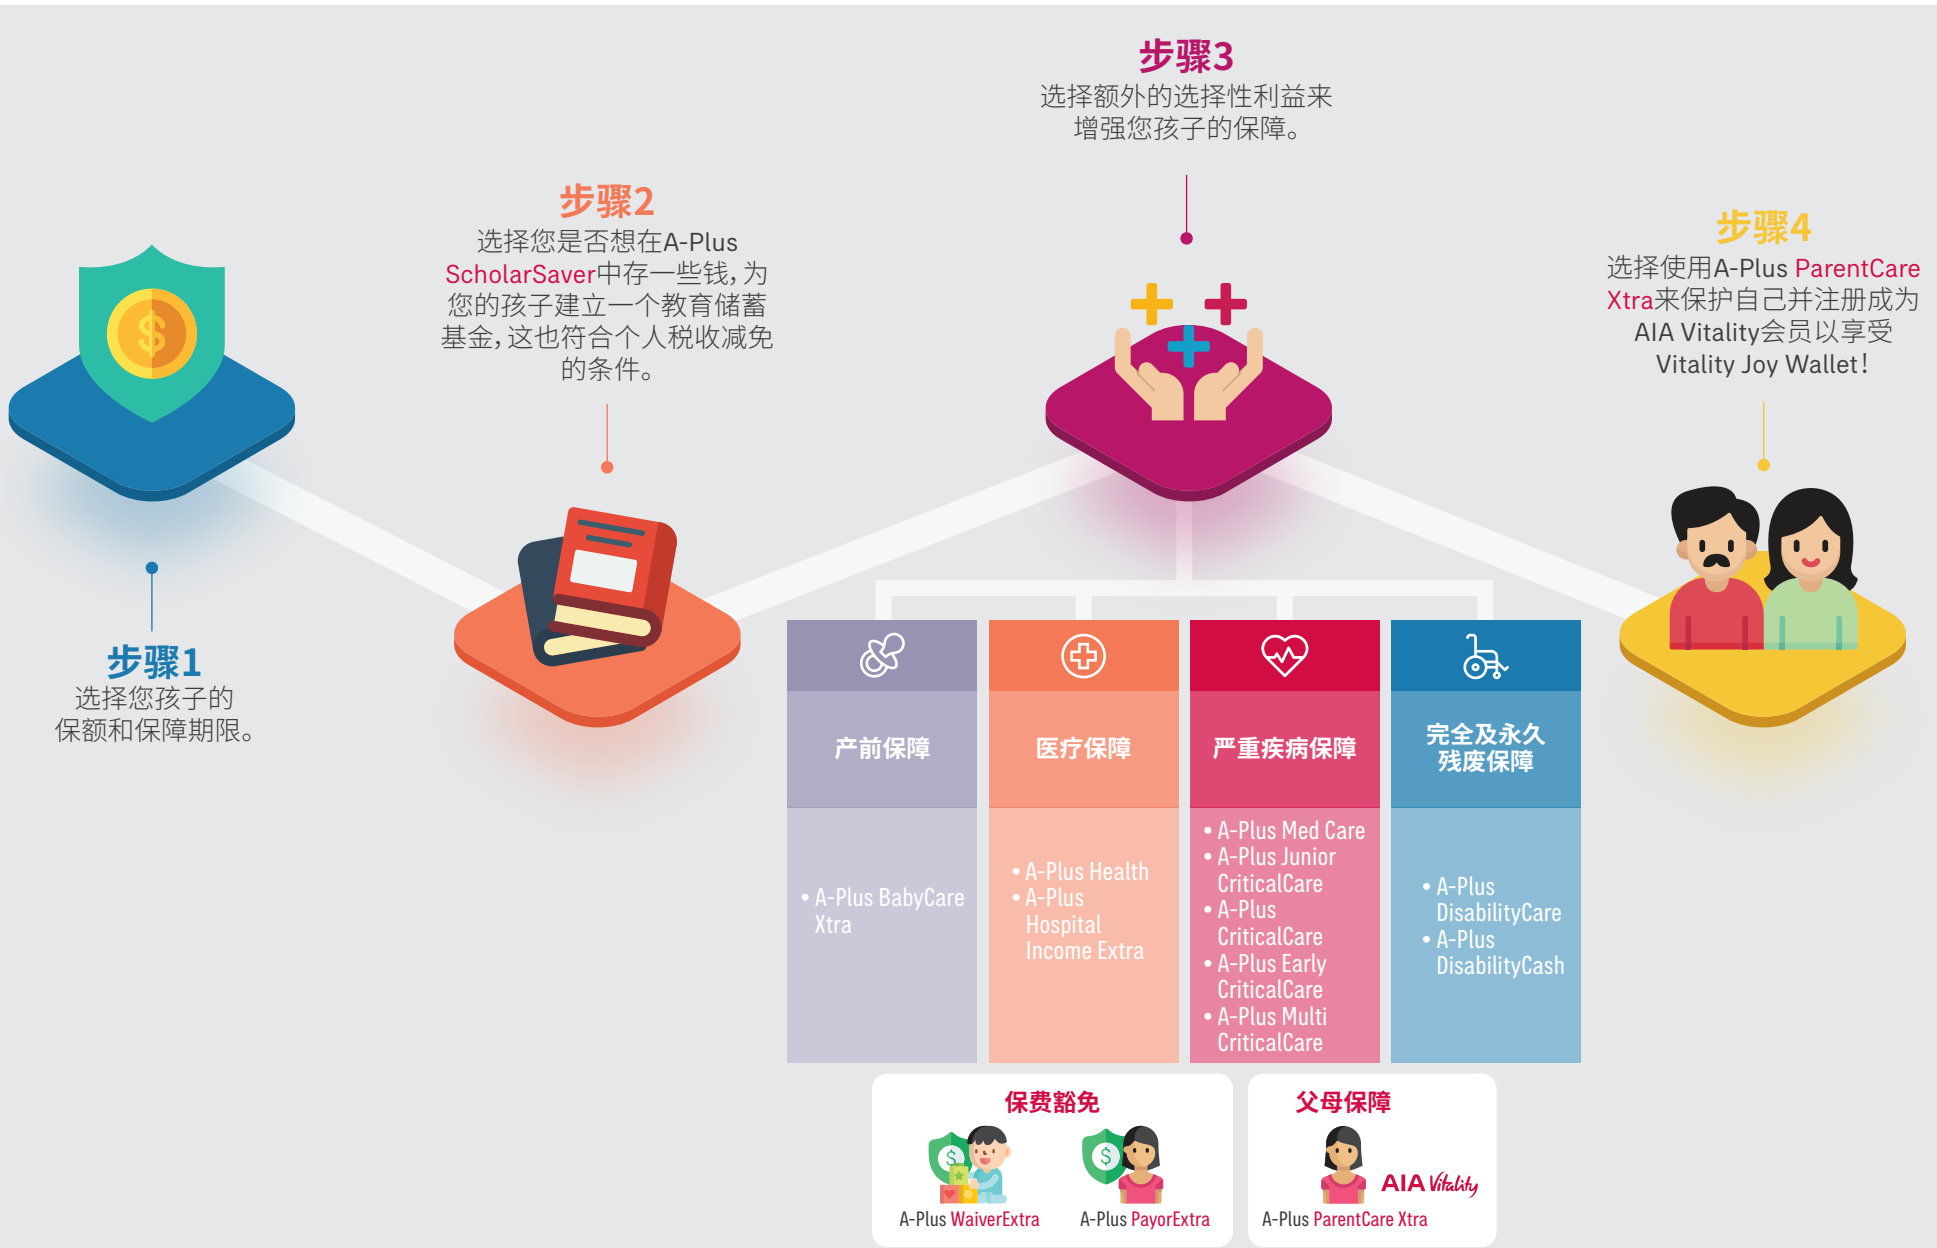 步骤1
选择您孩子的
保额和保障期限。
步骤2
选择您是否想在A-Plus
ScholarSaver中存一些钱，为
您的孩子建立一个教育储蓄
基金，这也符合个人税收减免
的条件。
步骤3
选择额外的选择性利益来
增强您孩子的保障。
步骤4
选择使用A-Plus ParentCare
Xtra来保护自己并注册成为
AIA Vitality会员以享受
Vitality Joy Wallet！
产前保障
• A-Plus BabyCare
Xtra
医疗保障
• A-Plus Health
• A-Plus
Hospital
Income Extra
严重疾病保障
• A-Plus Med Care
• A-Plus Junior
CriticalCare
• A-Plus
CriticalCare
• A-Plus Early
CriticalCare
• A-Plus Multi
CriticalCare
完全及永久
残废保障
• A-Plus
DisabilityCare
• A-Plus
DisabilityCash
保费豁免
A-Plus WaiverExtra
A-Plus PayorExtra
父母保障
AIA Vitality
A-Plus ParentCare Xtra